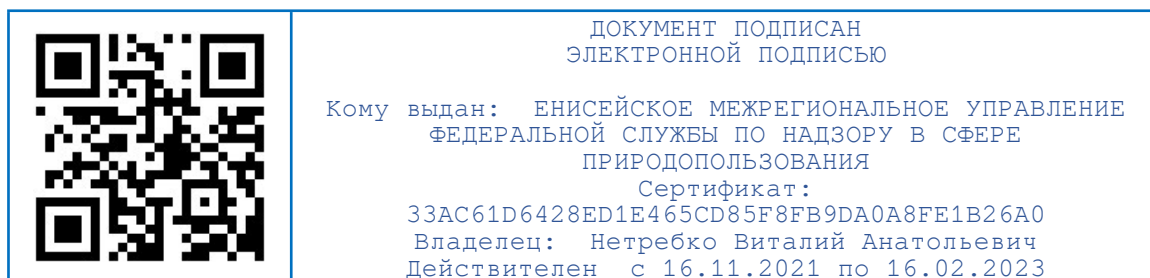 ДОКУМЕНТ ПОДПИСАН
ЭЛЕКТРОННОЙ ПОДПИСЬЮ
Кому выдан: ЕНИСЕЙСКОЕ МЕЖРЕГИОНАЛЬНОЕ УПРАВЛЕНИЕ
ФЕДЕРАЛЬНОЙ СЛУЖБЫ ПО НАДЗОРУ В СФЕРЕ
ПРИРОДОПОЛЬЗОВАНИЯ
Сертификат:
33AC61D6428ED1E465CD85F8FB9DA0A8FE1B26A0
Владелец: Нетребко Виталий Анатольевич
Действителен с 16.11.2021 по 16.02.2023